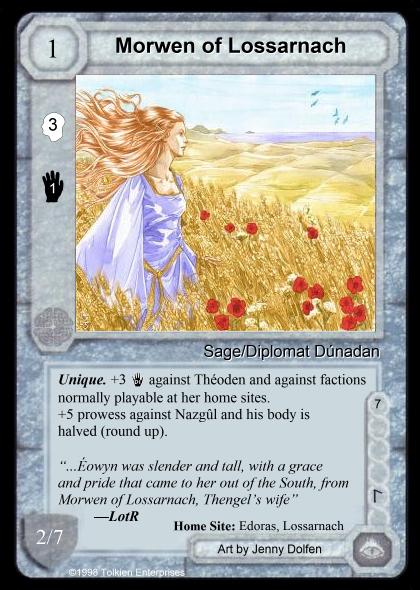 1
Morwen of Lossarnach
3
1
Sage/Diplomat Dúnadan
Unique. +3 against Théoden and against factions
normally playable at her home sites.
+5 prowess against Nazgûl and his body is
halved (round up).
7
“...Éowyn was slender and tall, with a grace
and pride that came to her out of the South, from
Morwen of Lossarnach, Thengel’s wife”
—LotR
Home Site: Edoras, Lossarnach
2/7
Art by Jenny Dolfen
©1998 Tolkien Enterprises